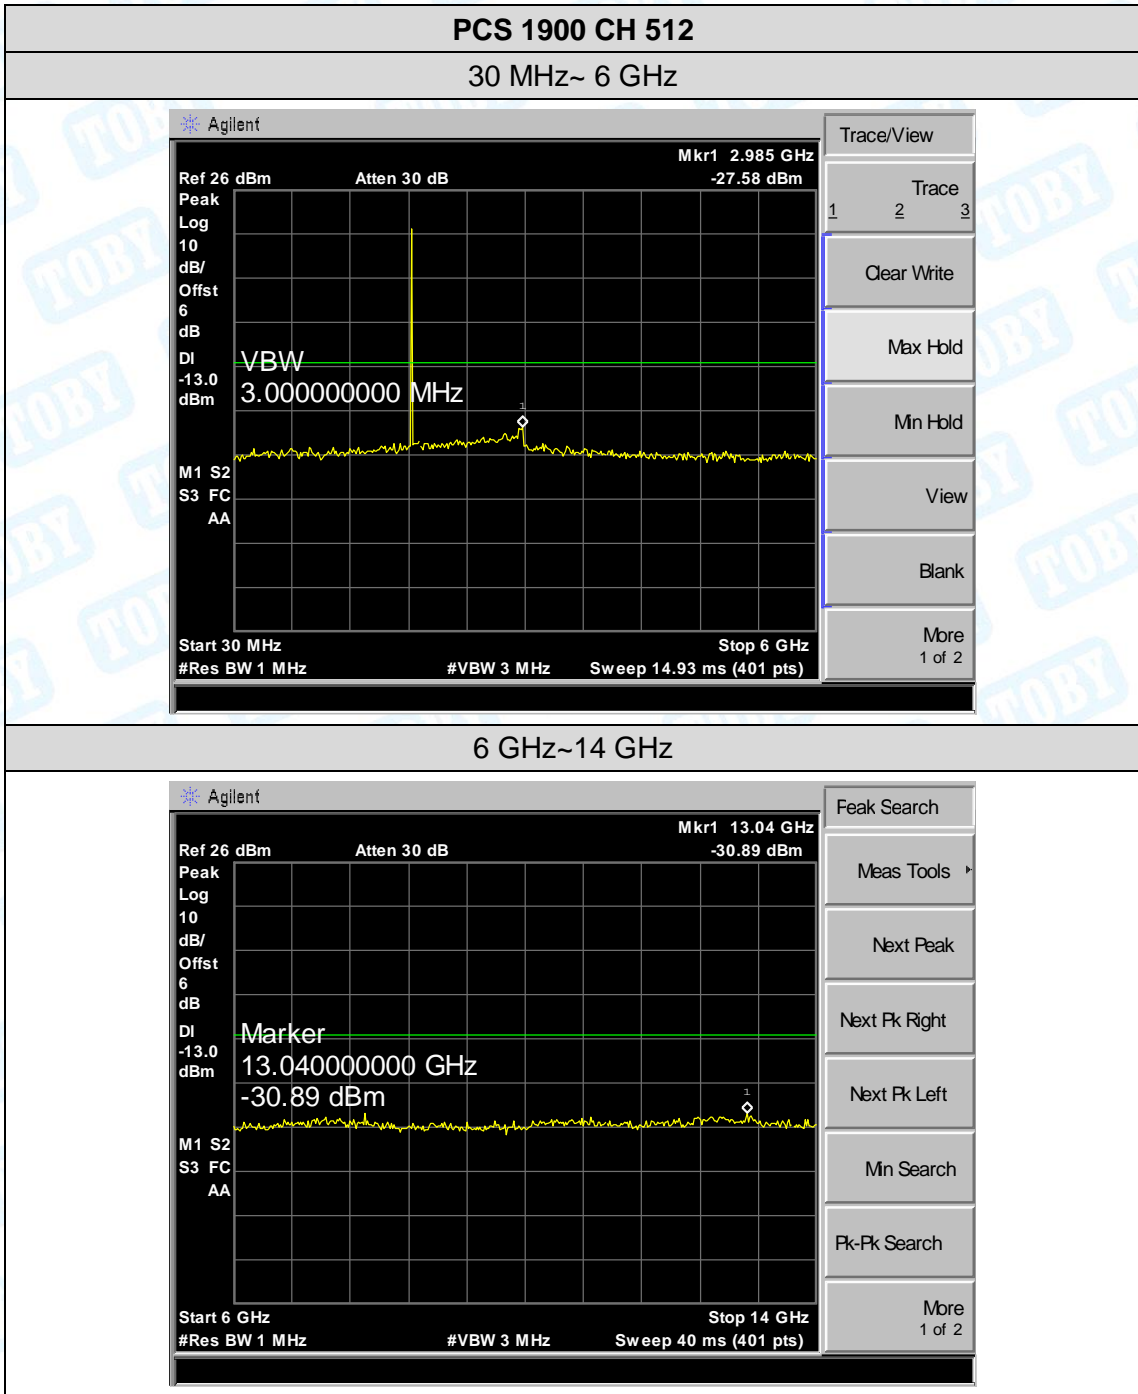 PCS 1900 CH 512
30 MHz~ 6 GHz
Agilent
Trace/View
Mkr1 2.985 GHz
Ref 26 dBm Atten 30 dB -27.58 dBm
Peak
Log
10
dB/
Offst
6
dB
DI
-13.0
dBm
VBW
3.000000000 MHz
1
M1 S2
S3 FC
AA
Start 30 MHz Stop 6 GHz
#Res BW 1 MHz #VBW 3 MHz Sweep 14.93 ms (401 pts)
Trace
1 2 3
Clear Write
Max Hold
Min Hold
View
Blank
More
1 of 2
6 GHz~14 GHz
Agilent
Feak Search
Mkr1 13.04 GHz
Ref 26 dBm Atten 30 dB -30.89 dBm
Peak
Log
10
dB/
Offst
6
dB
DI
-13.0
dBm
Marker
13.040000000 GHz
-30.89 dBm
1
M1 S2
S3 FC
AA
Start 6 GHz Stop 14 GHz
#Res BW 1 MHz #VBW 3 MHz Sweep 40 ms (401 pts)
Meas Tools
Next Peak
Next Pk Right
Next Pk Left
Min Search
Pk-Pk Search
More
1 of 2
TOBY